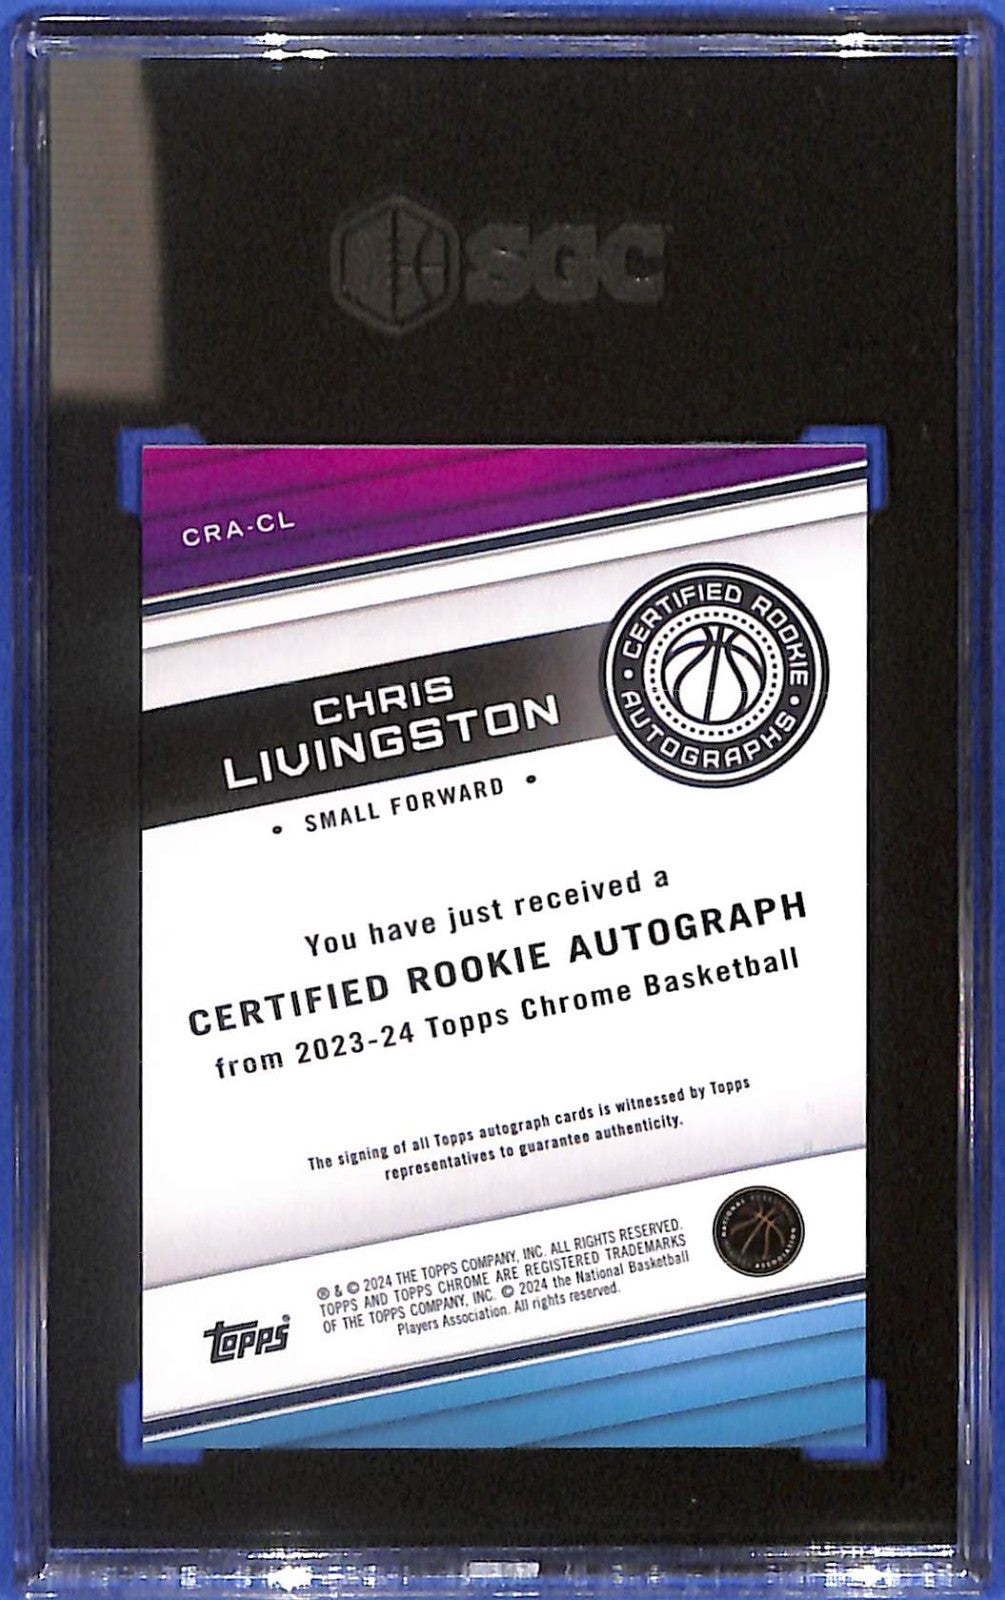 SGC
CRA-CL
CERTIFIED ROOKIE
• AUTOGRAPHS •
CHRIS
LIVINGSTON
• SMALL FORWARD •
You have just received a
CERTIFIED ROOKIE AUTOGRAPH
from 2023-24 Topps Chrome Basketball
The signing of all Topps autograph cards is witnessed by Topps
representatives to guarantee authenticity.
® & © 2024 THE TOPPS COMPANY, INC. ALL RIGHTS RESERVED.
TOPPS AND TOPPS CHROME ARE REGISTERED TRADEMARKS
OF THE TOPPS COMPANY, INC. © 2024 the National Basketball
Players Association. All rights reserved.
topps®
NATIONAL BASKETBALL
ASSOCIATION